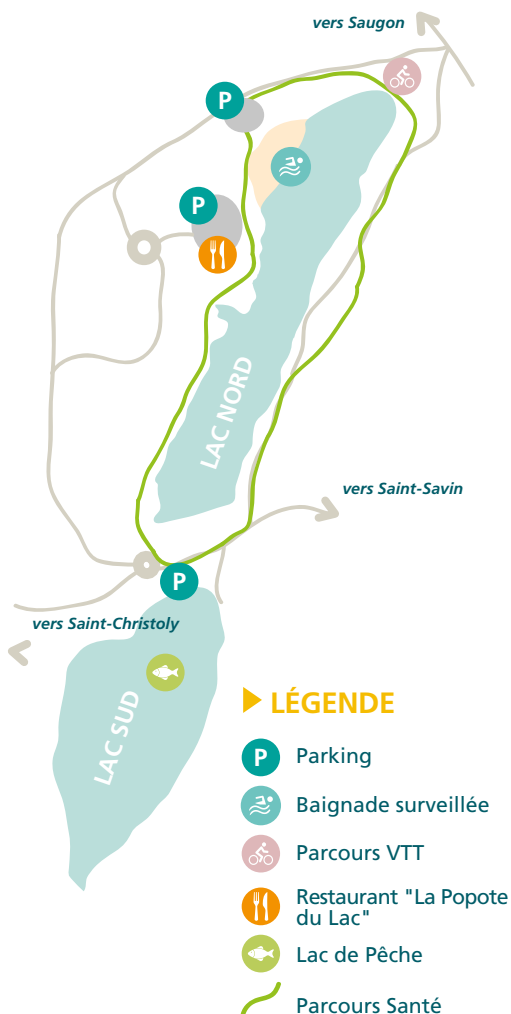 vers Saugon
P
P
LAC NORD
vers Saint-Savin
P
vers Saint-Christoly
LAC SUD
LÉGENDE
P Parking
Baignade surveillée
Parcours VTT
Restaurant "La Popote
du Lac"
Lac de Pêche
Parcours Santé